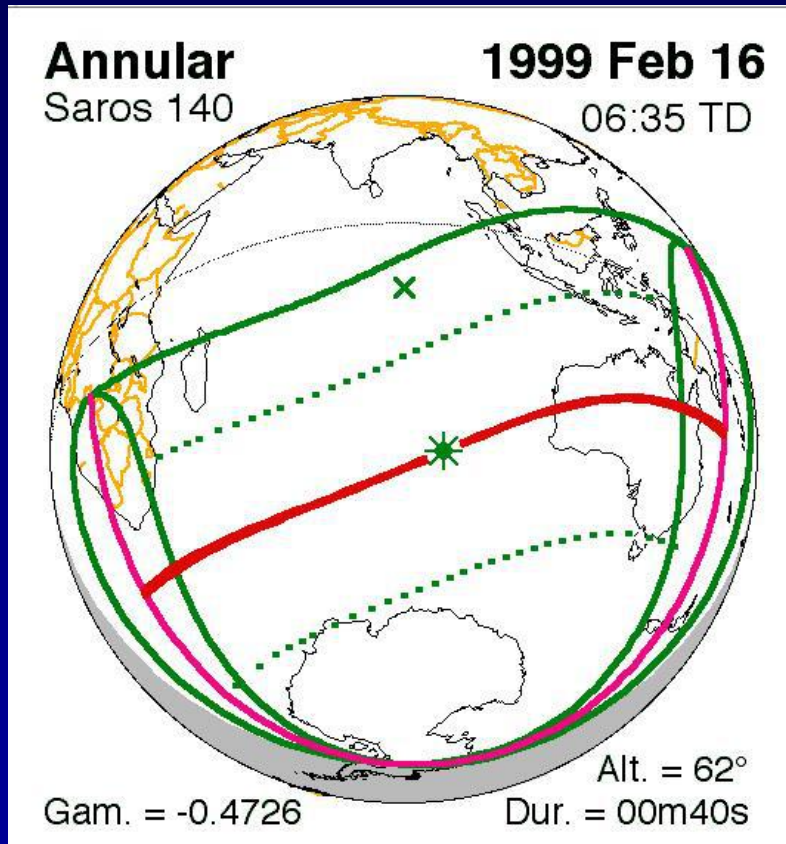 Annular
Saros 140
1999 Feb 16
06:35 TD
Alt. = 62°
Gam. = -0.4726
Dur. = 00m40s